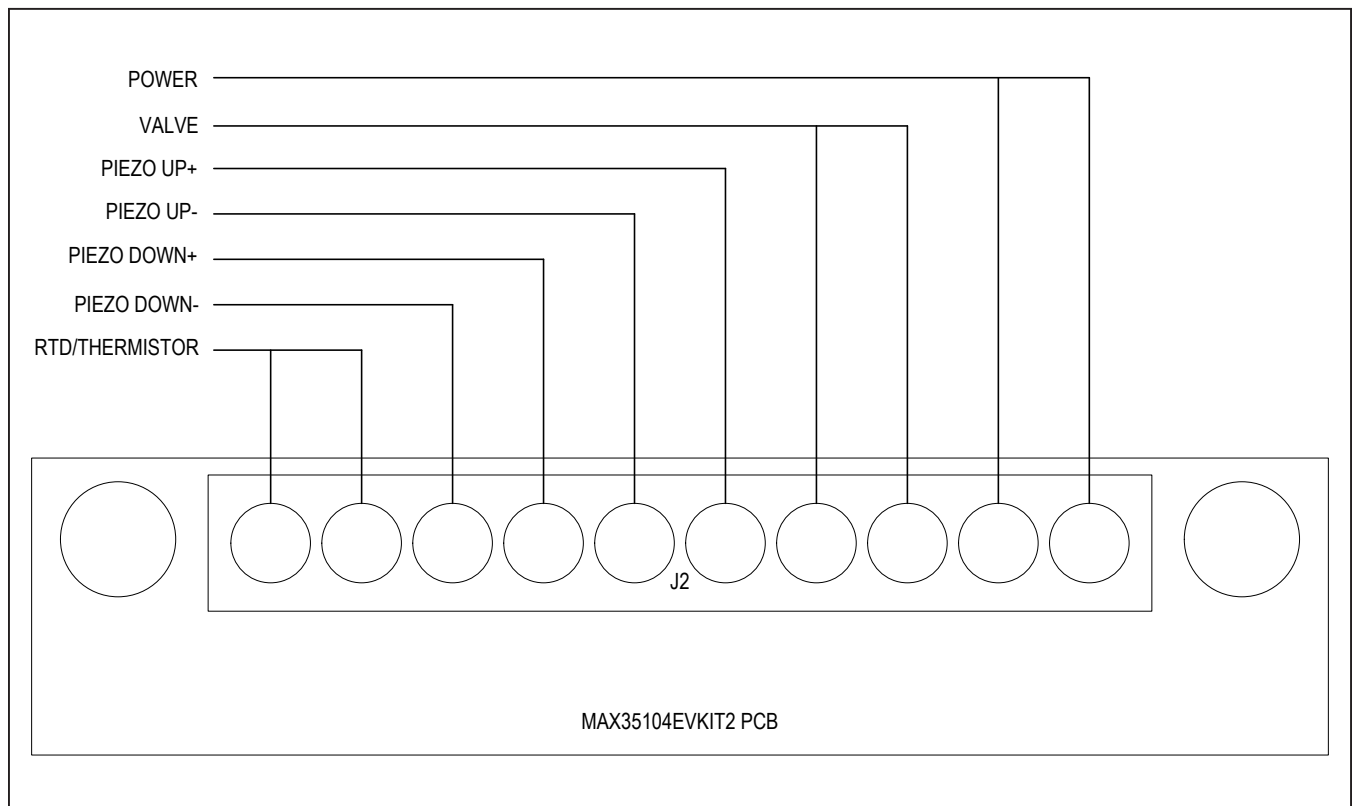 POWER
VALVE
PIEZO UP+
PIEZO UP-
PIEZO DOWN+
PIEZO DOWN-
RTD/THERMISTOR
J2
MAX35104EVKIT2 PCB